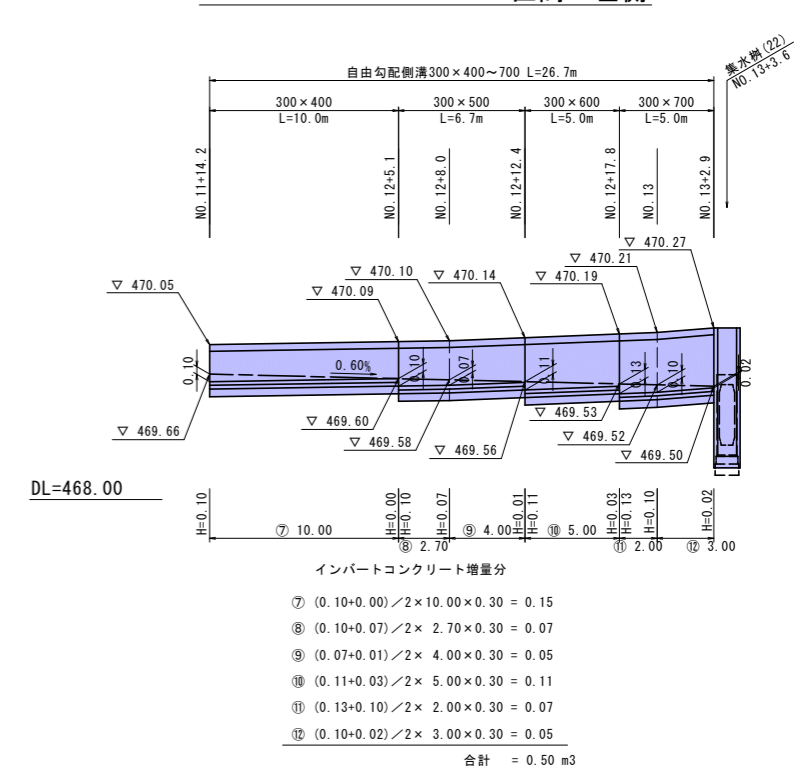 集水桝(22)
NO.13+3.6
自由勾配側溝300×400～700 L=26.7m
300×400
L=10.0m
300×500
L=6.7m
300×600
L=5.0m
300×700
L=5.0m
NO.11+14.2
NO.12+5.1
NO.12+8.0
NO.12+12.4
NO.12+17.8
NO.13
NO.13+2.9
▽ 470.05
▽ 470.09
▽ 470.10
▽ 470.14
▽ 470.19
▽ 470.21
▽ 470.27
0.10
0.60%
0.10
0.10
0.07
0.11
0.13
0.10
0.02
▽ 469.66
▽ 469.60
▽ 469.58
▽ 469.56
▽ 469.53
▽ 469.52
▽ 469.50
DL=468.00
H=0.10
H=0.00
H=0.10
H=0.07
H=0.01
H=0.11
H=0.03
H=0.13
H=0.10
H=0.02
⑦ 10.00
⑧ 2.70
⑨ 4.00
⑩ 5.00
⑪ 2.00
⑫ 3.00
インバートコンクリート増量分
⑦ (0.10+0.00)／2×10.00×0.30 = 0.15
⑧ (0.10+0.07)／2× 2.70×0.30 = 0.07
⑨ (0.07+0.01)／2× 4.00×0.30 = 0.05
⑩ (0.11+0.03)／2× 5.00×0.30 = 0.11
⑪ (0.13+0.10)／2× 2.00×0.30 = 0.07
⑫ (0.10+0.02)／2× 3.00×0.30 = 0.05
合計 = 0.50 m3